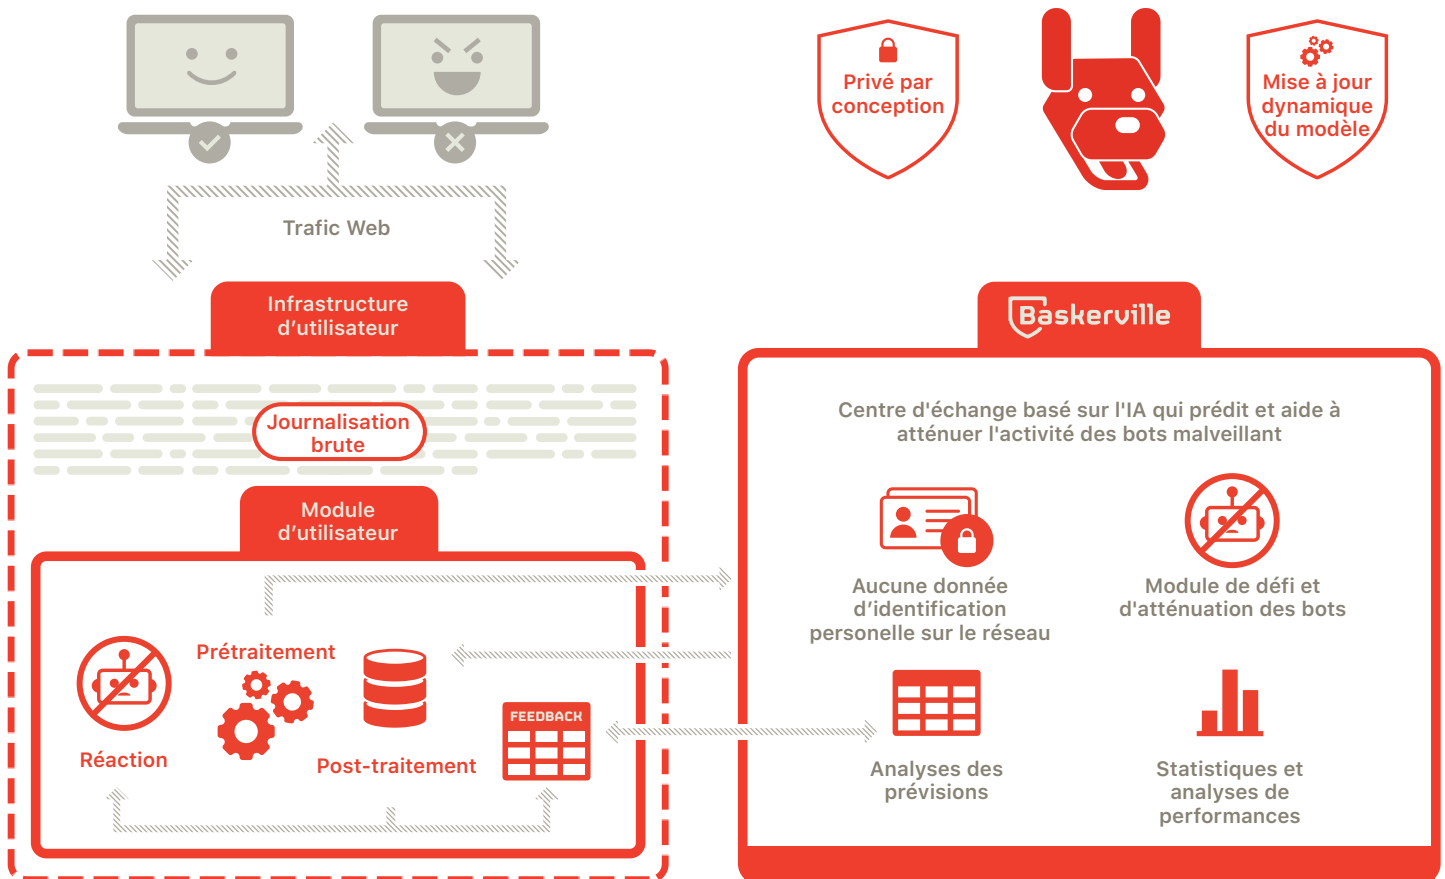 Privé par
conception
Mise à jour
dynamique
du modèle
Trafic Web
Infrastructure
d’utilisateur
Baskerville
Journalisation
brute
Centre d'échange basé sur l'IA qui prédit et aide à
atténuer l'activité des bots malveillant
Module
d’utilisateur
Aucune donnée
d’identification
personelle sur le réseau
Module de défi et
d'atténuation des bots
Prétraitement
Réaction
Post-traitement
FEEDBACK
Analyses des
prévisions
Statistiques et
analyses de
performances